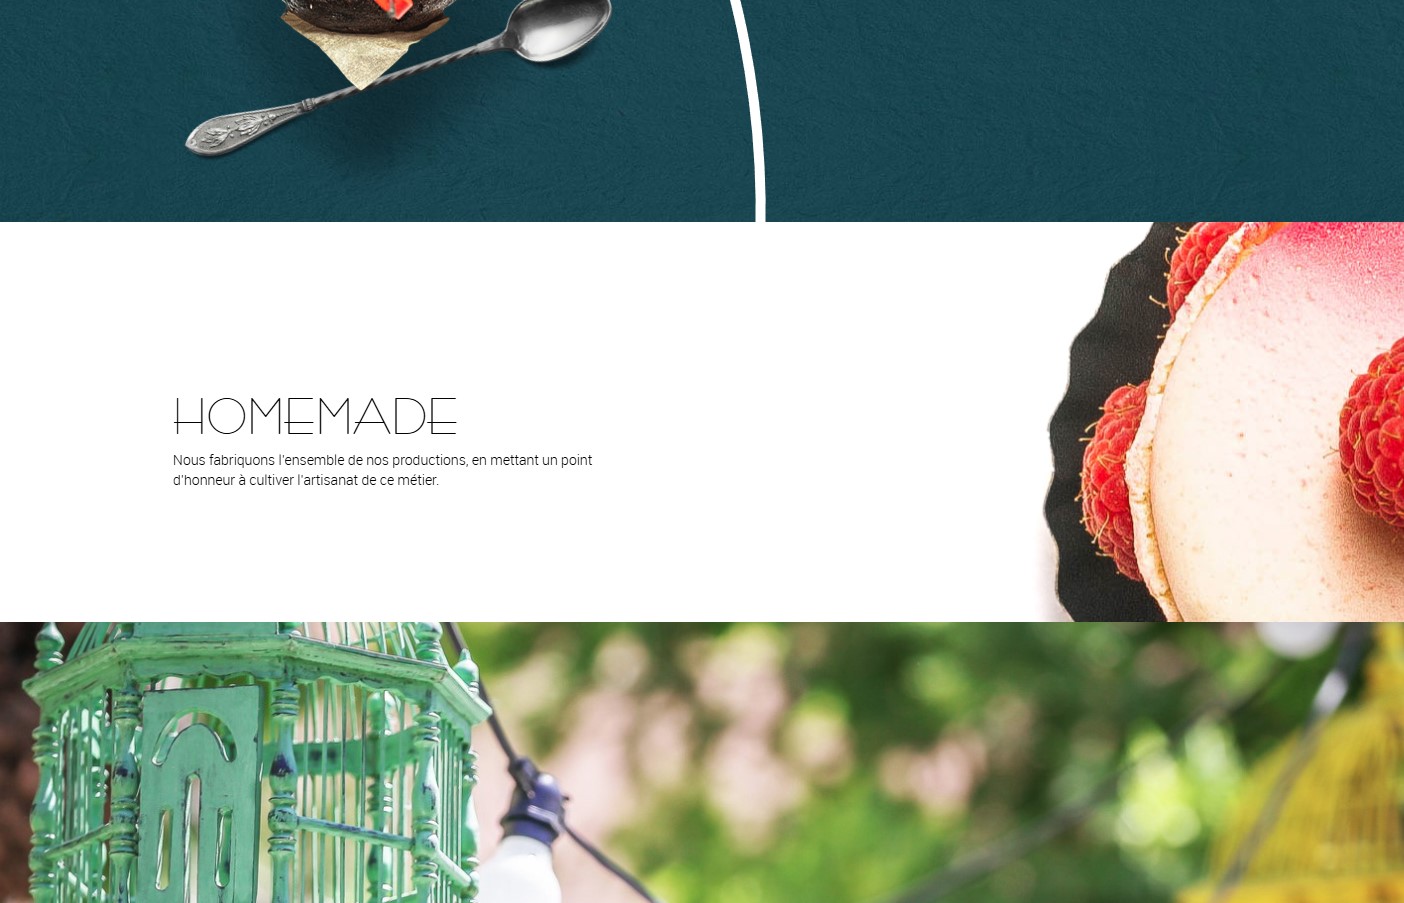 HOMEMADE
Nous fabriquons l'ensemble de nos productions, en mettant un point
d'honneur à cultiver l'artisanat de ce métier.